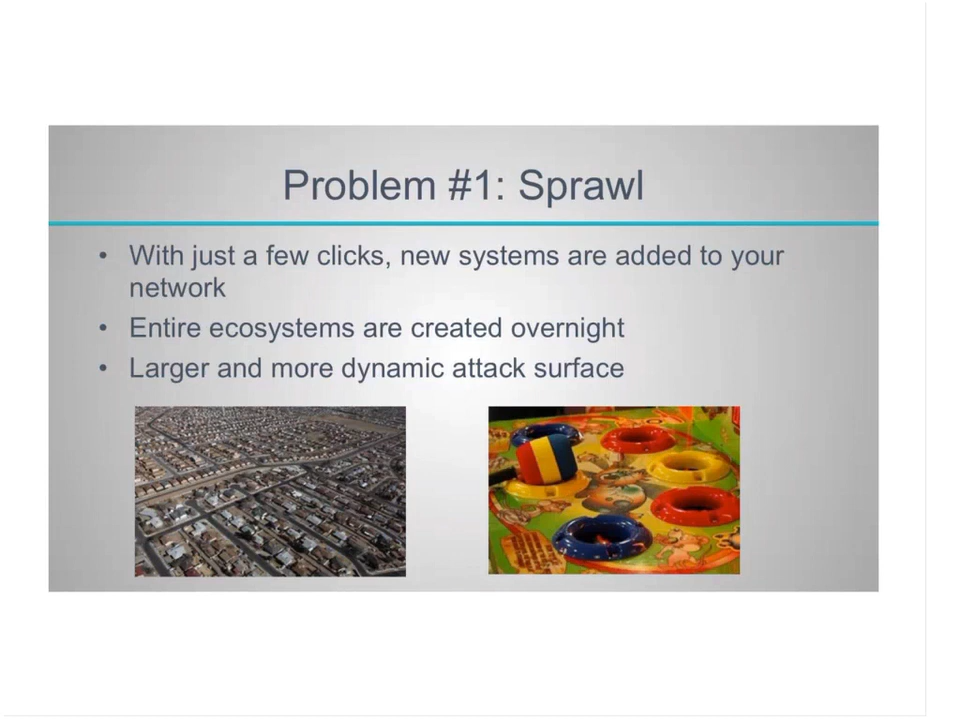 Problem #1: Sprawl
• With just a few clicks, new systems are added to your
network
• Entire ecosystems are created overnight
• Larger and more dynamic attack surface